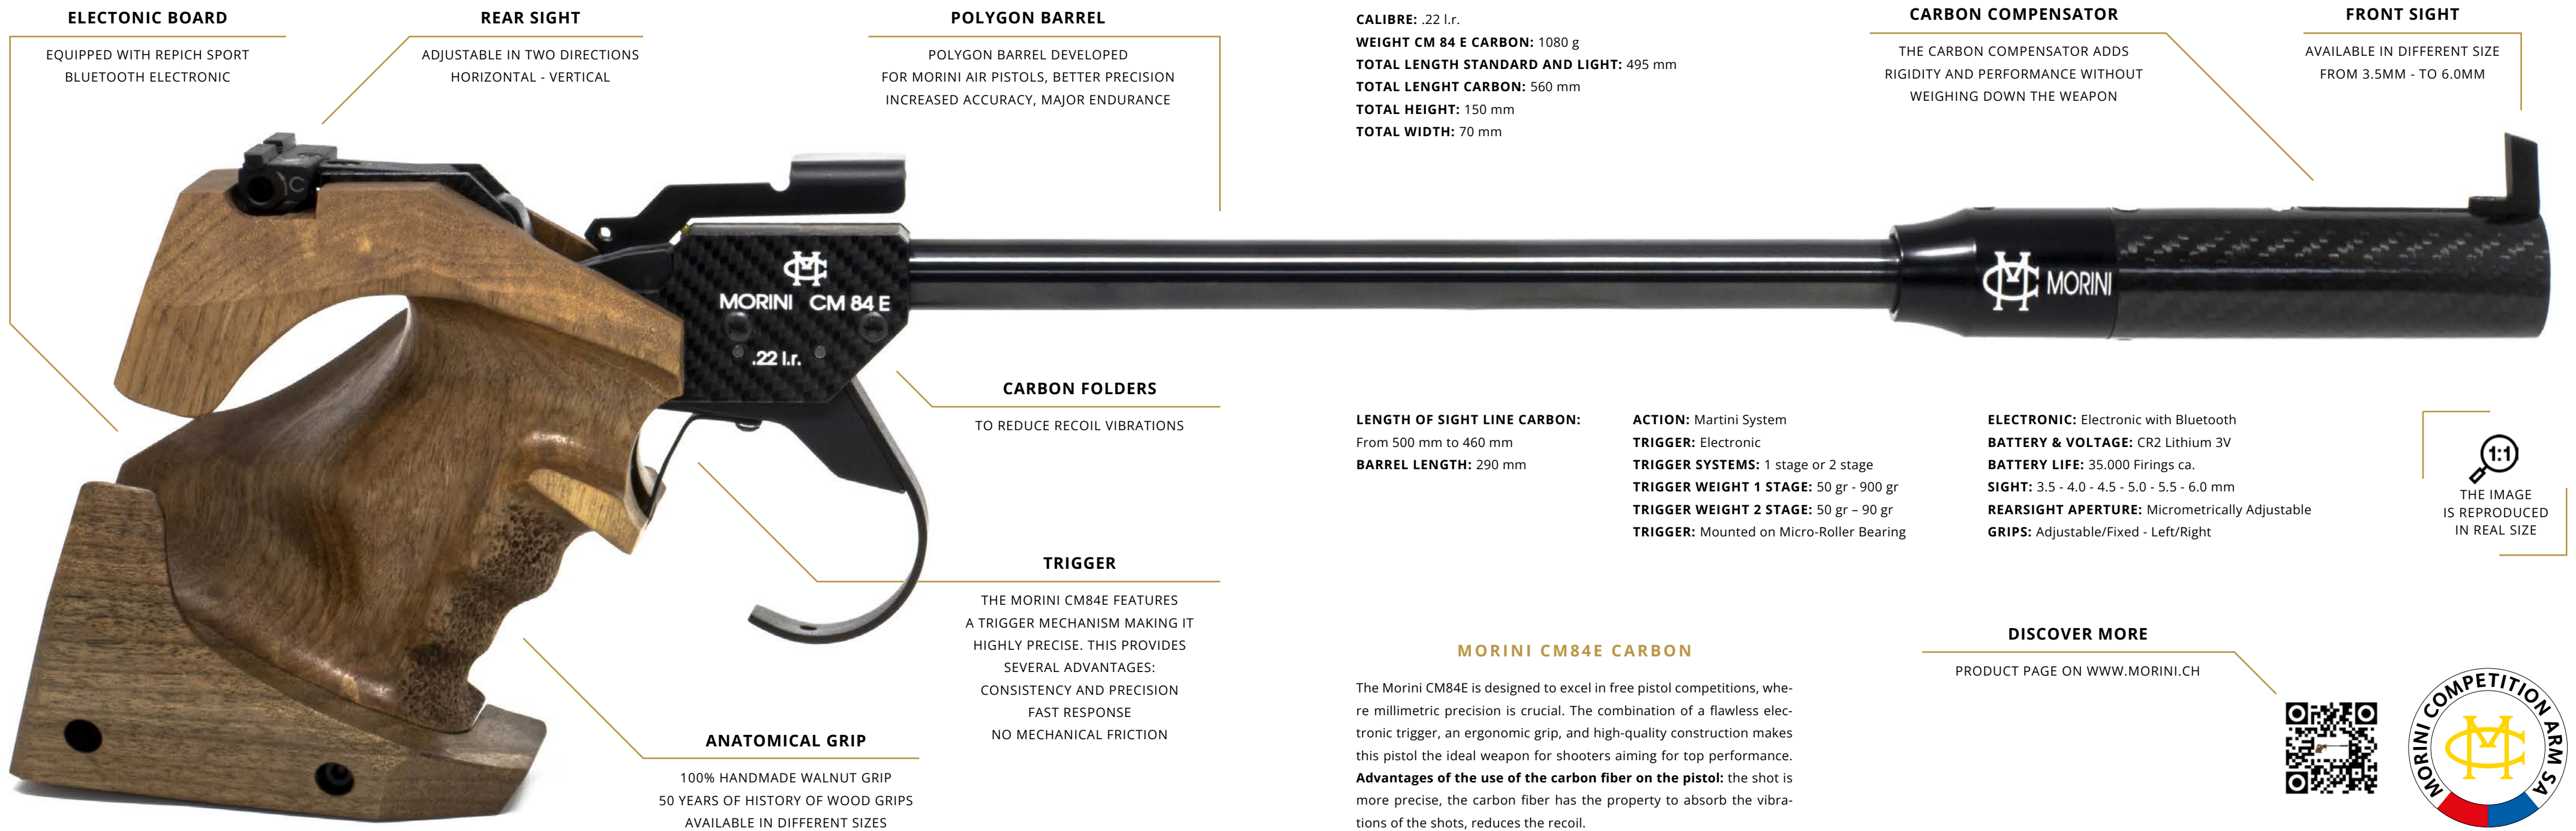 ELECTONIC BOARD
EQUIPPED WITH REPICH SPORT
BLUETOOTH ELECTRONIC
REAR SIGHT
ADJUSTABLE IN TWO DIRECTIONS
HORIZONTAL - VERTICAL
POLYGON BARREL
POLYGON BARREL DEVELOPED
FOR MORINI AIR PISTOLS, BETTER PRECISION
INCREASED ACCURACY, MAJOR ENDURANCE
CALIBRE: .22 l.r.
WEIGHT CM 84 E CARBON: 1080 g
TOTAL LENGTH STANDARD AND LIGHT: 495 mm
TOTAL LENGHT CARBON: 560 mm
TOTAL HEIGHT: 150 mm
TOTAL WIDTH: 70 mm
CARBON COMPENSATOR
THE CARBON COMPENSATOR ADDS
RIGIDITY AND PERFORMANCE WITHOUT
WEIGHING DOWN THE WEAPON
FRONT SIGHT
AVAILABLE IN DIFFERENT SIZE
FROM 3.5MM - TO 6.0MM
C
MORINI CM 84 E
.22 l.r.
MORINI
CARBON FOLDERS
TO REDUCE RECOIL VIBRATIONS
LENGTH OF SIGHT LINE CARBON:
From 500 mm to 460 mm
BARREL LENGTH: 290 mm
ACTION: Martini System
TRIGGER: Electronic
TRIGGER SYSTEMS: 1 stage or 2 stage
TRIGGER WEIGHT 1 STAGE: 50 gr - 900 gr
TRIGGER WEIGHT 2 STAGE: 50 gr – 90 gr
TRIGGER: Mounted on Micro-Roller Bearing
ELECTRONIC: Electronic with Bluetooth
BATTERY & VOLTAGE: CR2 Lithium 3V
BATTERY LIFE: 35.000 Firings ca.
SIGHT: 3.5 - 4.0 - 4.5 - 5.0 - 5.5 - 6.0 mm
REARSIGHT APERTURE: Micrometrically Adjustable
GRIPS: Adjustable/Fixed - Left/Right
1:1
THE IMAGE
IS REPRODUCED
IN REAL SIZE
TRIGGER
THE MORINI CM84E FEATURES
A TRIGGER MECHANISM MAKING IT
HIGHLY PRECISE. THIS PROVIDES
SEVERAL ADVANTAGES:
CONSISTENCY AND PRECISION
FAST RESPONSE
NO MECHANICAL FRICTION
ANATOMICAL GRIP
100% HANDMADE WALNUT GRIP
50 YEARS OF HISTORY OF WOOD GRIPS
AVAILABLE IN DIFFERENT SIZES
MORINI CM84E CARBON
The Morini CM84E is designed to excel in free pistol competitions, whe-
re millimetric precision is crucial. The combination of a flawless elec-
tronic trigger, an ergonomic grip, and high-quality construction makes
this pistol the ideal weapon for shooters aiming for top performance.
Advantages of the use of the carbon fiber on the pistol: the shot is
more precise, the carbon fiber has the property to absorb the vibra-
tions of the shots, reduces the recoil.
DISCOVER MORE
PRODUCT PAGE ON WWW.MORINI.CH
MORINI COMPETITION ARM SA